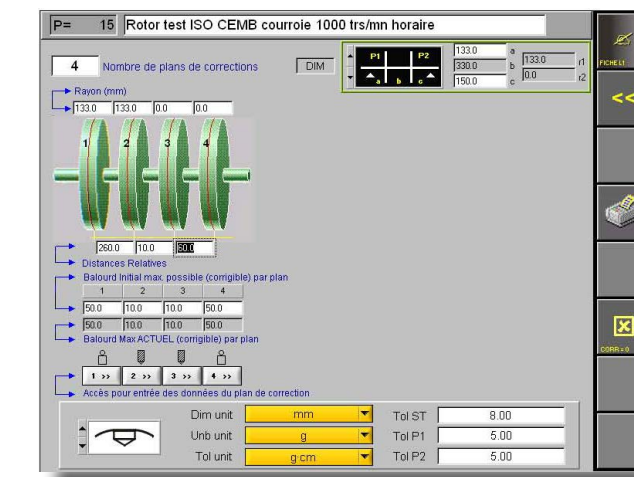 P= 15 Rotor test ISO CEMB courroie 1000 trs/mn horaire
4 Nombre de plans de corrections DIM
P1 P2
a b c
133.0 a
330.0 b
150.0 c
133.0 r1
0.0 r2
FICHE L1
<<
Rayon (mm)
133.0 133.0 0.0 0.0
1 2 3 4
260.0 10.0 60.0
Distances Relatives
Balourd Initial max. possible (corrigible) par plan
1 2 3 4
50.0 10.0 10.0 50.0
50.0 10.0 10.0 50.0
Balourd Max ACTUEL (corrigible) par plan
1 >> 2 >> 3 >> 4 >>
Accès pour entrée des données du plan de correction
CORR=0
Dim unit mm Tol ST 8.00
Unb unit g Tol P1 5.00
Tol unit g·cm Tol P2 5.00